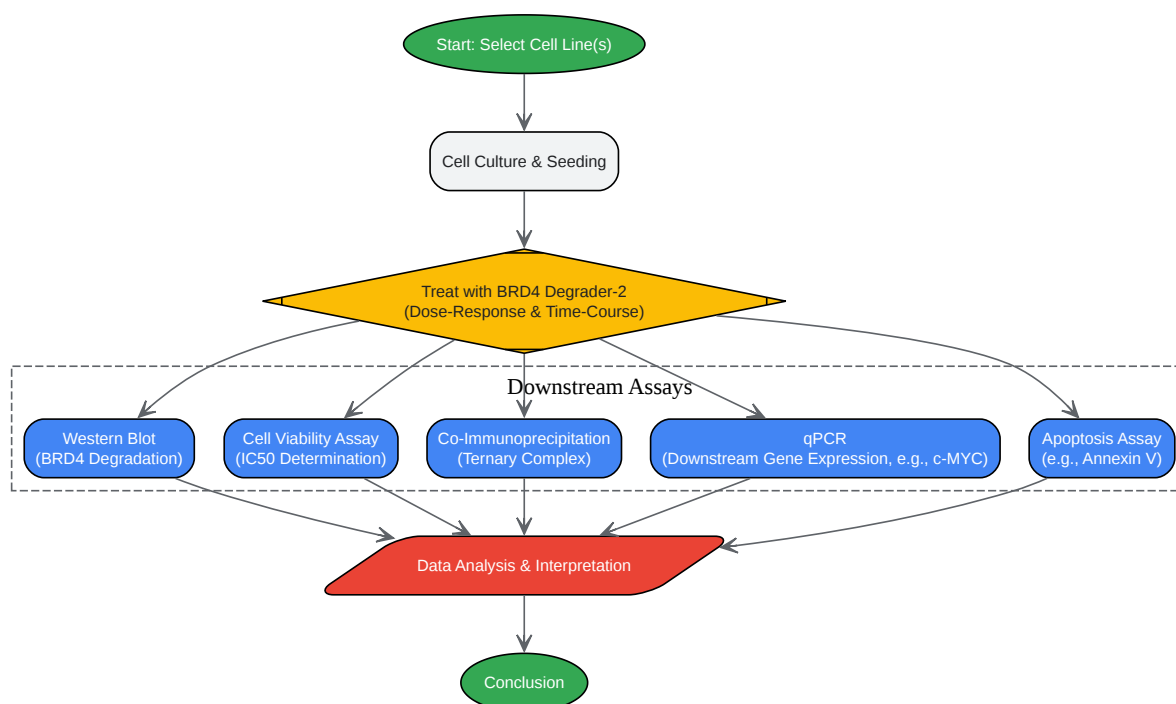 Start: Select Cell Line(s)
Cell Culture & Seeding
Treat with BRD4 Degrader-2
(Dose-Response & Time-Course)
Downstream Assays
Western Blot
(BRD4 Degradation)
Cell Viability Assay
(IC50 Determination)
Co-Immunoprecipitation
(Ternary Complex)
qPCR
(Downstream Gene Expression, e.g., c-MYC)
Apoptosis Assay
(e.g., Annexin V)
Data Analysis & Interpretation
Conclusion